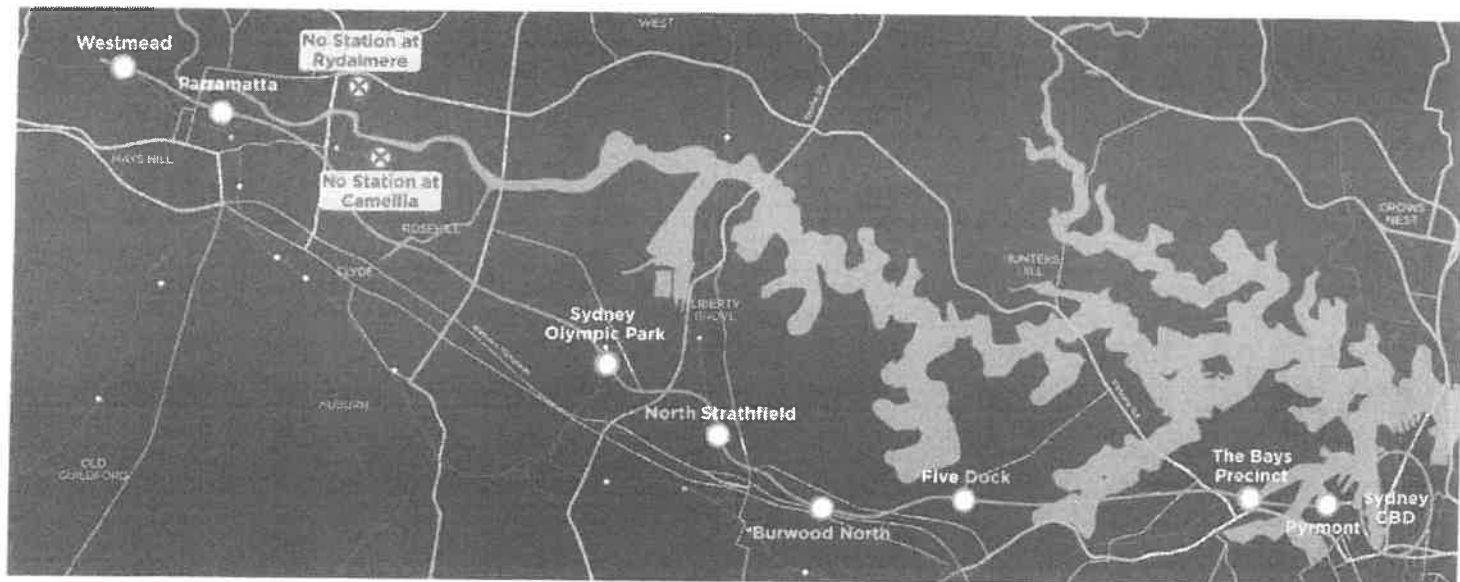 WEST
Westmead
No Station at
Rydalmere
Parramatta
MAYS HILL
No Station at
Camellia
ROSEHILL
CLYDE
CROWS
NEST
HUNTERS
HILL
LIBERTY
GROVE
Sydney
Olympic Park
AUBURN
North Strathfield
OLD
GUILDFORD
Five Dock
The Bays
Precinct
Sydney
CBD
Pyrmont
*Burwood North